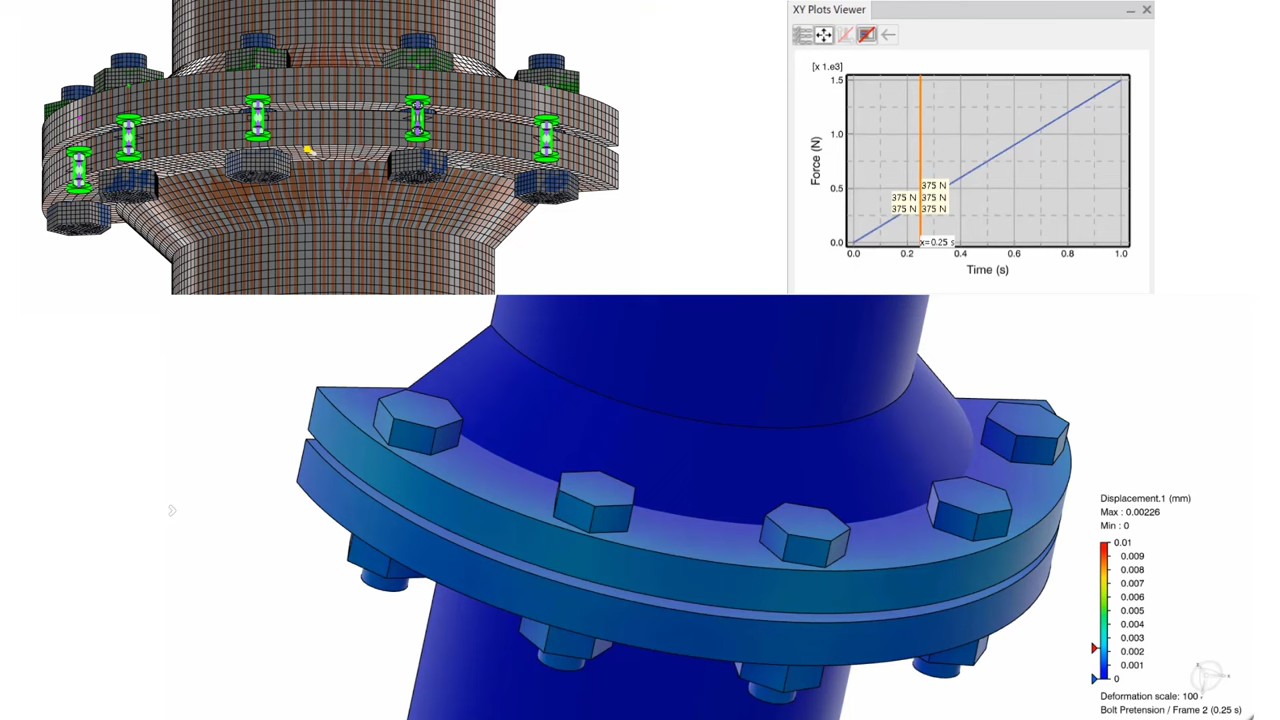 XY Plots Viewer
[x 1.e3]
1.5
1.0
0.5
0.0
Force (N)
375 N
375 N 375 N
375 N 375 N
x=0.25 s
0.0 0.2 0.4 0.6 0.8 1.0
Time (s)
Displacement.1 (mm)
Max : 0.00226
Min : 0
0.01
0.009
0.008
0.007
0.006
0.005
0.004
0.003
0.002
0.001
0
Deformation scale: 100
Bolt Pretension / Frame 2 (0.25 s)